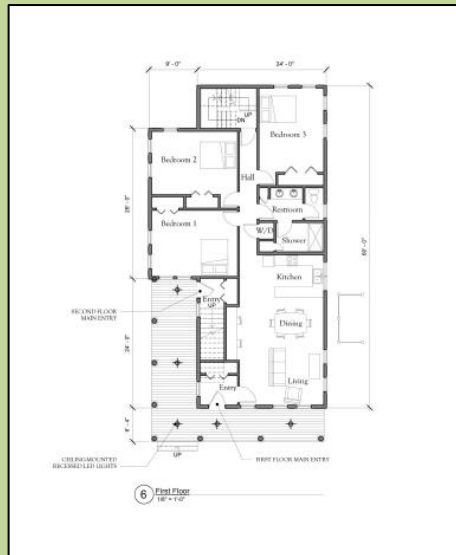 9' - 0"
24' - 0"
UP
DN
Bedroom 3
Bedroom 2
Hall
Restroom
Bedroom 1
W/D
Shower
Kitchen
SECOND FLOOR
MAIN ENTRY
Entry
UP
Dining
Living
Entry
CEILING MOUNTED
RECESSED LED LIGHTS
UP
FIRST FLOOR MAIN ENTRY
6
First Floor
1/8" = 1'-0"
24' - 0"